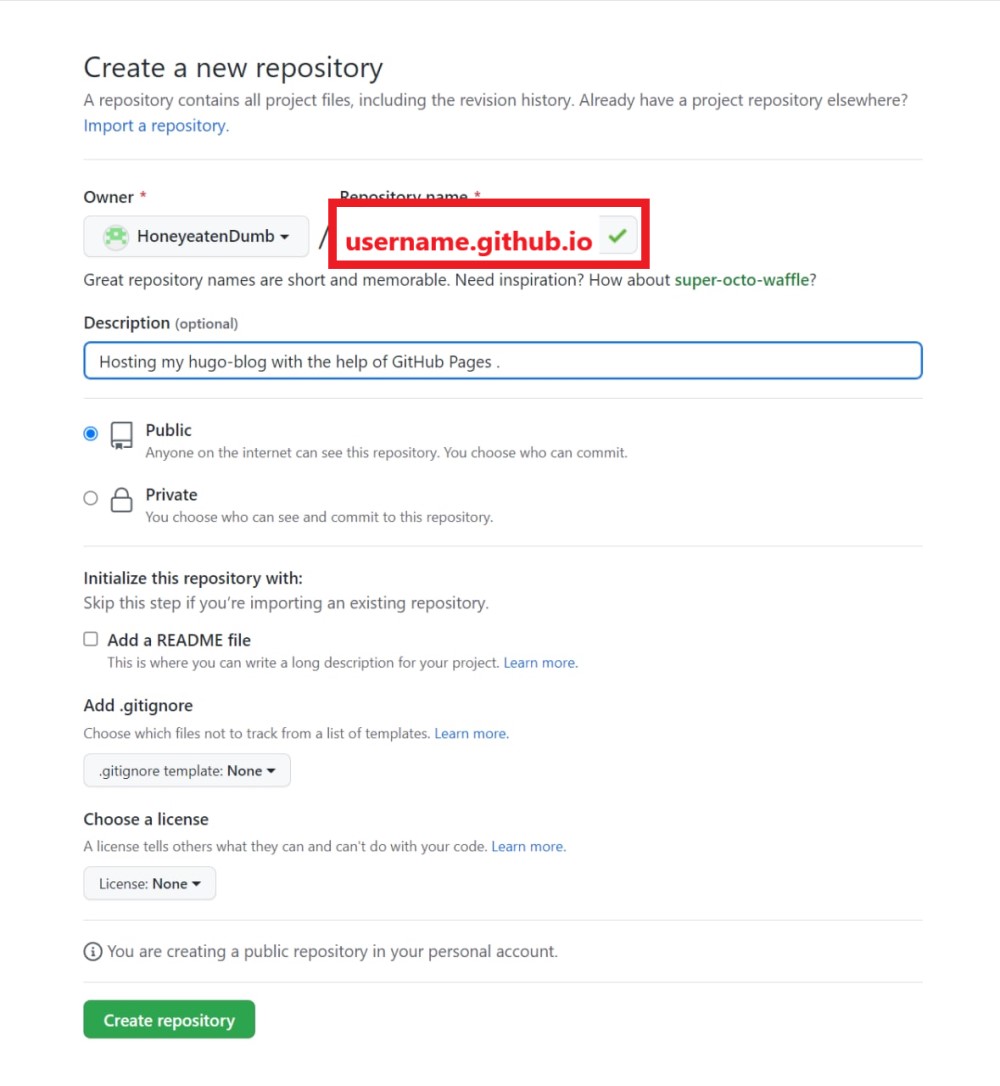 Create a new repository
A repository contains all project files, including the revision history. Already have a project repository elsewhere?
Import a repository.
Owner * Repository name *
HoneyeatenDumb / username.github.io
Great repository names are short and memorable. Need inspiration? How about super-octo-waffle?
Description (optional)
Hosting my hugo-blog with the help of GitHub Pages .
Public
Anyone on the internet can see this repository. You choose who can commit.
Private
You choose who can see and commit to this repository.
Initialize this repository with:
Skip this step if you’re importing an existing repository.
Add a README file
This is where you can write a long description for your project. Learn more.
Add .gitignore
Choose which files not to track from a list of templates. Learn more.
.gitignore template: None
Choose a license
A license tells others what they can and can't do with your code. Learn more.
License: None
You are creating a public repository in your personal account.
Create repository